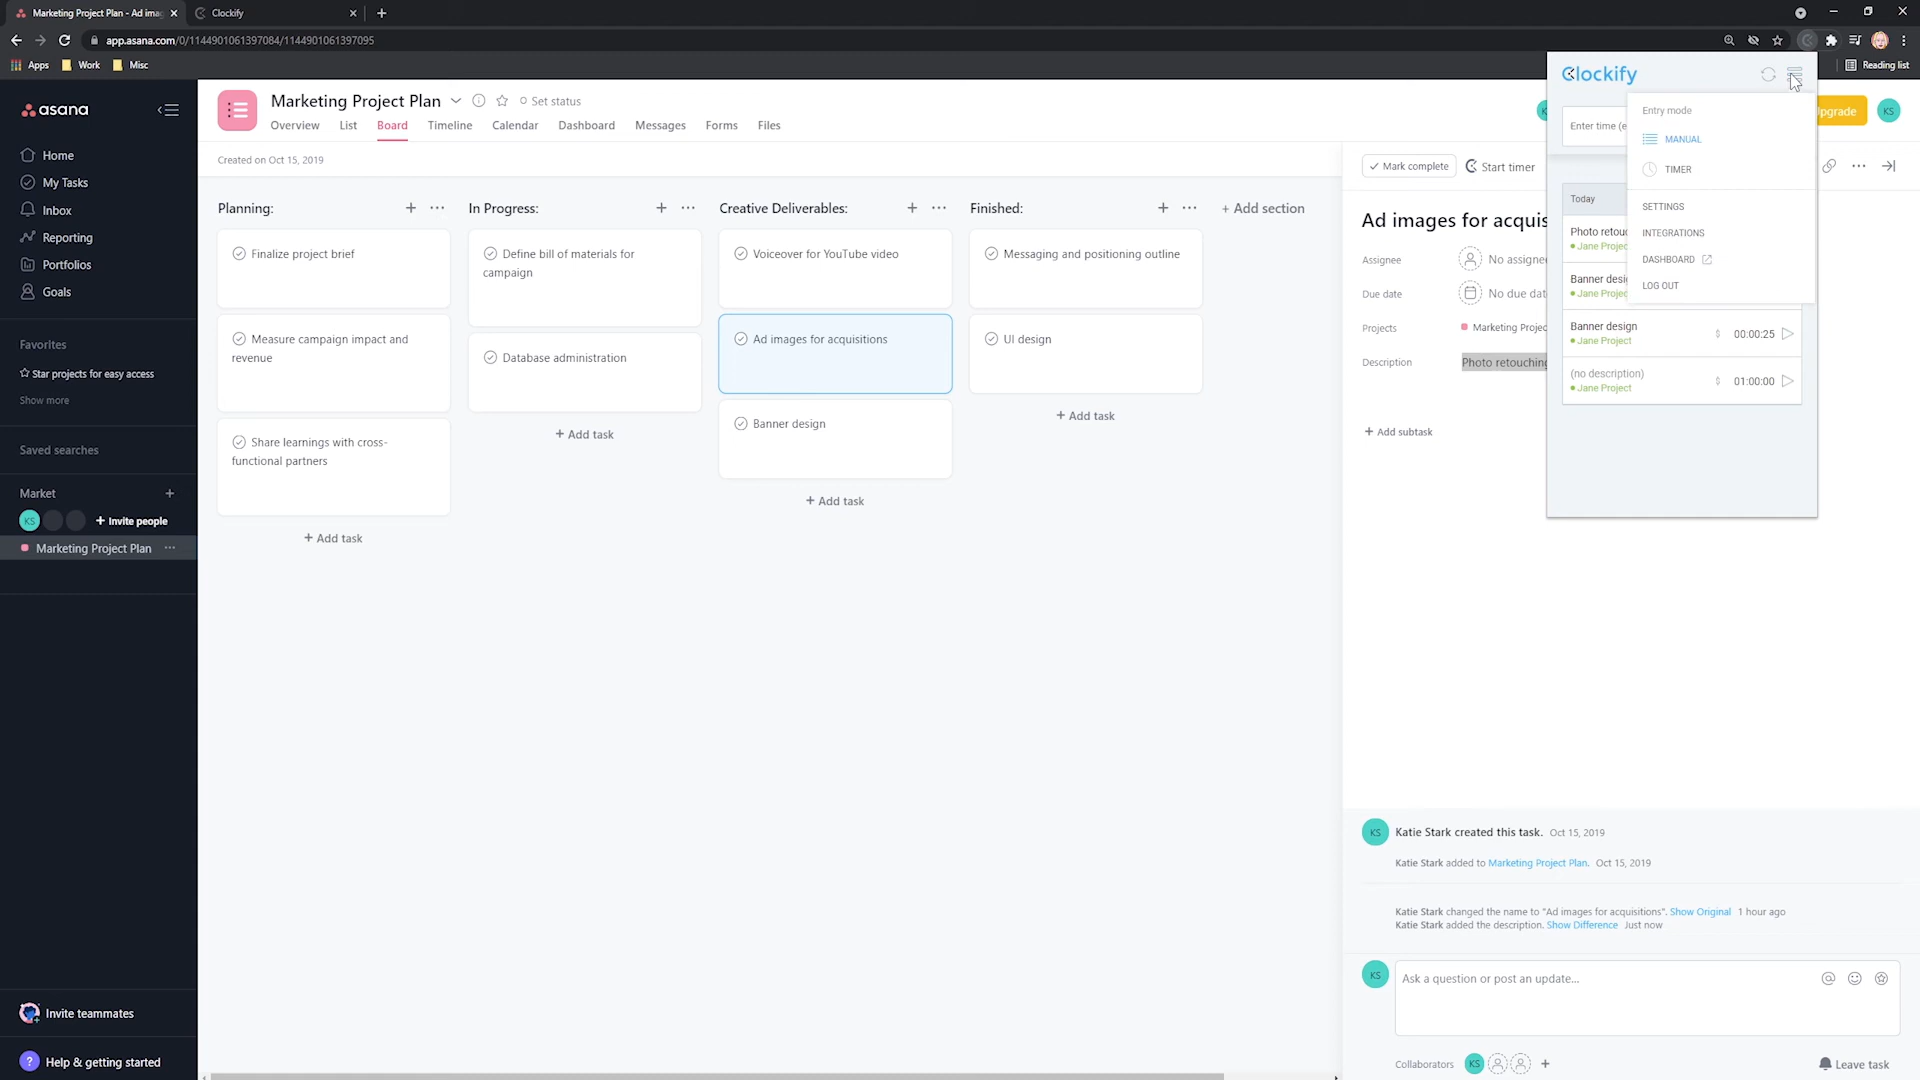 Marketing Project Plan - Ad ima
Clockify
app.asana.com/0/1144901061397084/1144901061397095
Apps
Work
Misc
Reading list
asana
Home
My Tasks
Inbox
Reporting
Portfolios
Goals
Favorites
Star projects for easy access
Show more
Saved searches
Market
KS
+ Invite people
Marketing Project Plan
Invite teammates
? Help & getting started
Marketing Project Plan
Set status
Overview
List
Board
Timeline
Calendar
Dashboard
Messages
Forms
Files
Created on Oct 15, 2019
Planning:
Finalize project brief
Measure campaign impact and
revenue
Share learnings with cross-
functional partners
+ Add task
In Progress:
Define bill of materials for
campaign
Database administration
+ Add task
Creative Deliverables:
Voiceover for YouTube video
Ad images for acquisitions
Banner design
+ Add task
Finished:
Messaging and positioning outline
UI design
+ Add task
+ Add section
Mark complete
Start timer
Ad images for acquis
Assignee
No assigne
Due date
No due dat
Projects
Marketing Projec
Description
Photo retouching
+ Add subtask
Clockify
Enter time (e
Entry mode
MANUAL
TIMER
SETTINGS
INTEGRATIONS
DASHBOARD
LOG OUT
Today
Photo retou
Jane Projec
Banner desi
Jane Projec
Banner design
Jane Project
$
00:00:25
(no description)
Jane Project
$
01:00:00
pgrade
KS
KS
Katie Stark created this task. Oct 15, 2019
Katie Stark added to Marketing Project Plan. Oct 15, 2019
Katie Stark changed the name to "Ad images for acquisitions". Show Original 1 hour ago
Katie Stark added the description. Show Difference Just now
KS
Ask a question or post an update...
Collaborators
KS
Leave task